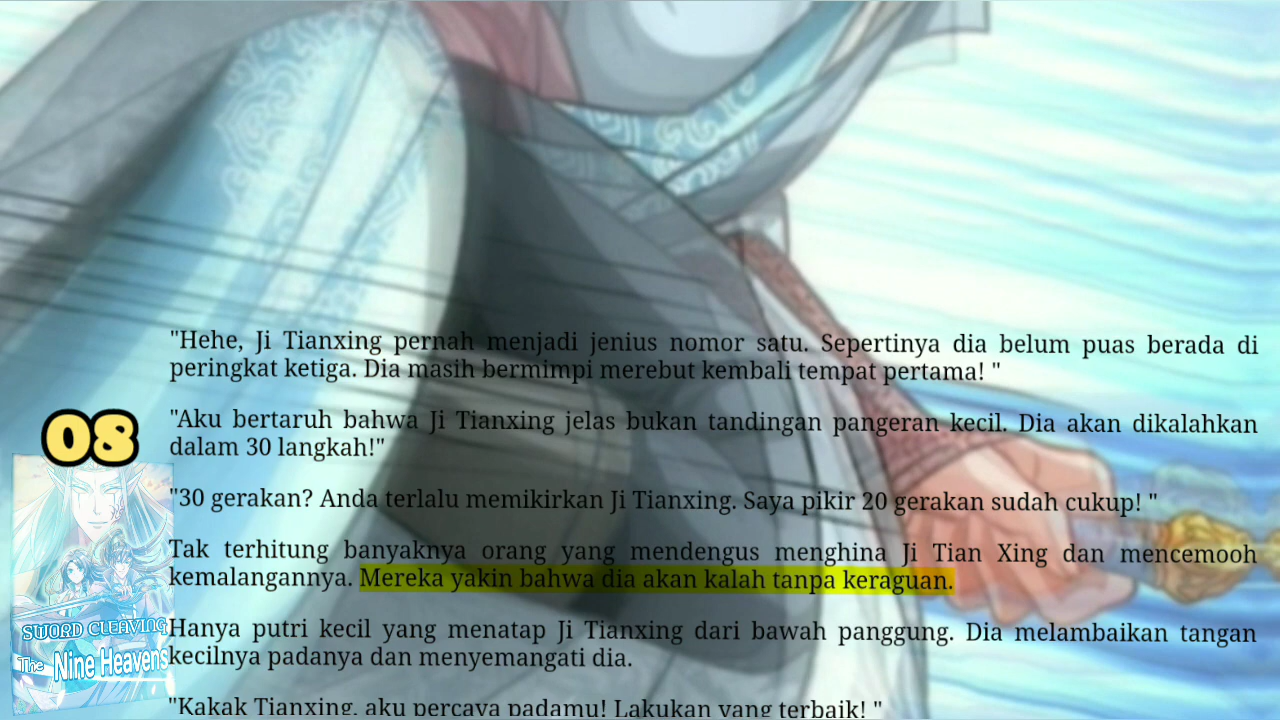 "Hehe, Ji Tianxing pernah menjadi jenius nomor satu. Sepertinya dia belum puas berada di
peringkat ketiga. Dia masih bermimpi merebut kembali tempat pertama! "
"Aku bertaruh bahwa Ji Tianxing jelas bukan tandingan pangeran kecil. Dia akan dikalahkan
dalam 30 langkah!"
"30 gerakan? Anda terlalu memikirkan Ji Tianxing. Saya pikir 20 gerakan sudah cukup! "
Tak terhitung banyaknya orang yang mendengus menghina Ji Tian Xing dan mencemooh
kemalangannya. Mereka yakin bahwa dia akan kalah tanpa keraguan.
Hanya putri kecil yang menatap Ji Tianxing dari bawah panggung. Dia melambaikan tangan
kecilnya padanya dan menyemangati dia.
"Kakak Tianxing, aku percaya padamu! Lakukan yang terbaik! "
08
SWORD CLEAVING
The Nine Heavens